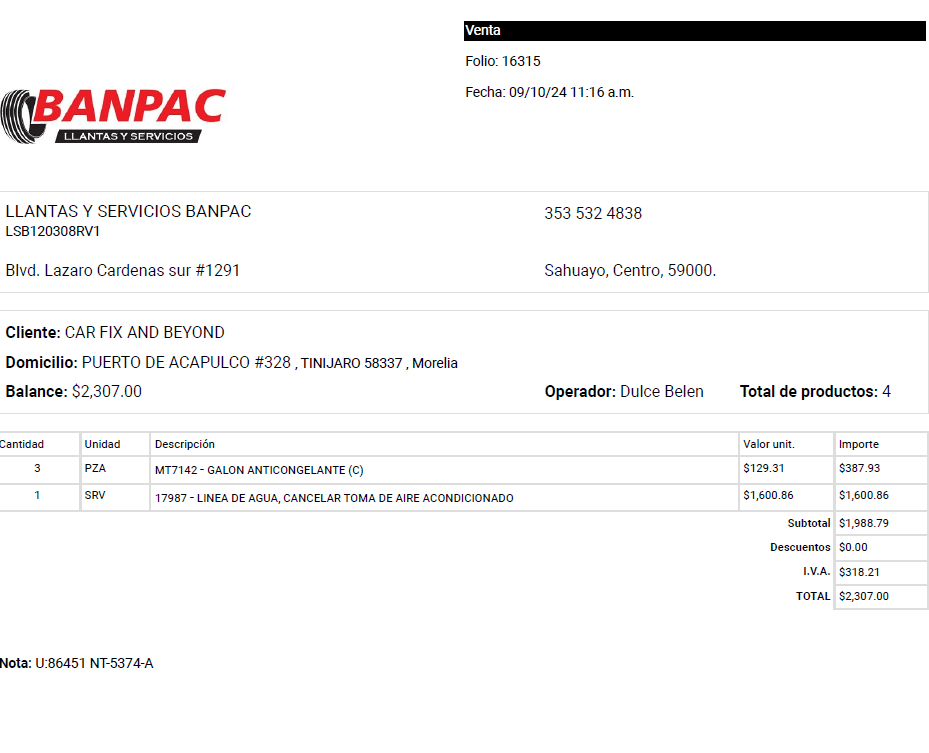 Venta
Folio: 16315
Fecha: 09/10/24 11:16 a.m.
BANPAC
LLANTAS Y SERVICIOS
LLANTAS Y SERVICIOS BANPAC 353 532 4838
LSB120308RV1
Blvd. Lazaro Cardenas sur #1291 Sahuayo, Centro, 59000.
Cliente: CAR FIX AND BEYOND
Domicilio: PUERTO DE ACAPULCO #328 , TINIJARO 58337 , Morelia
Balance: $2,307.00 Operador: Dulce Belen Total de productos: 4
Cantidad Unidad Descripción Valor unit. Importe
3 PZA MT7142 - GALON ANTICONGELANTE (C) $129.31 $387.93
1 SRV 17987 - LINEA DE AGUA, CANCELAR TOMA DE AIRE ACONDICIONADO $1,600.86 $1,600.86
Subtotal $1,988.79
Descuentos $0.00
I.V.A. $318.21
TOTAL $2,307.00
Nota: U:86451 NT-5374-A